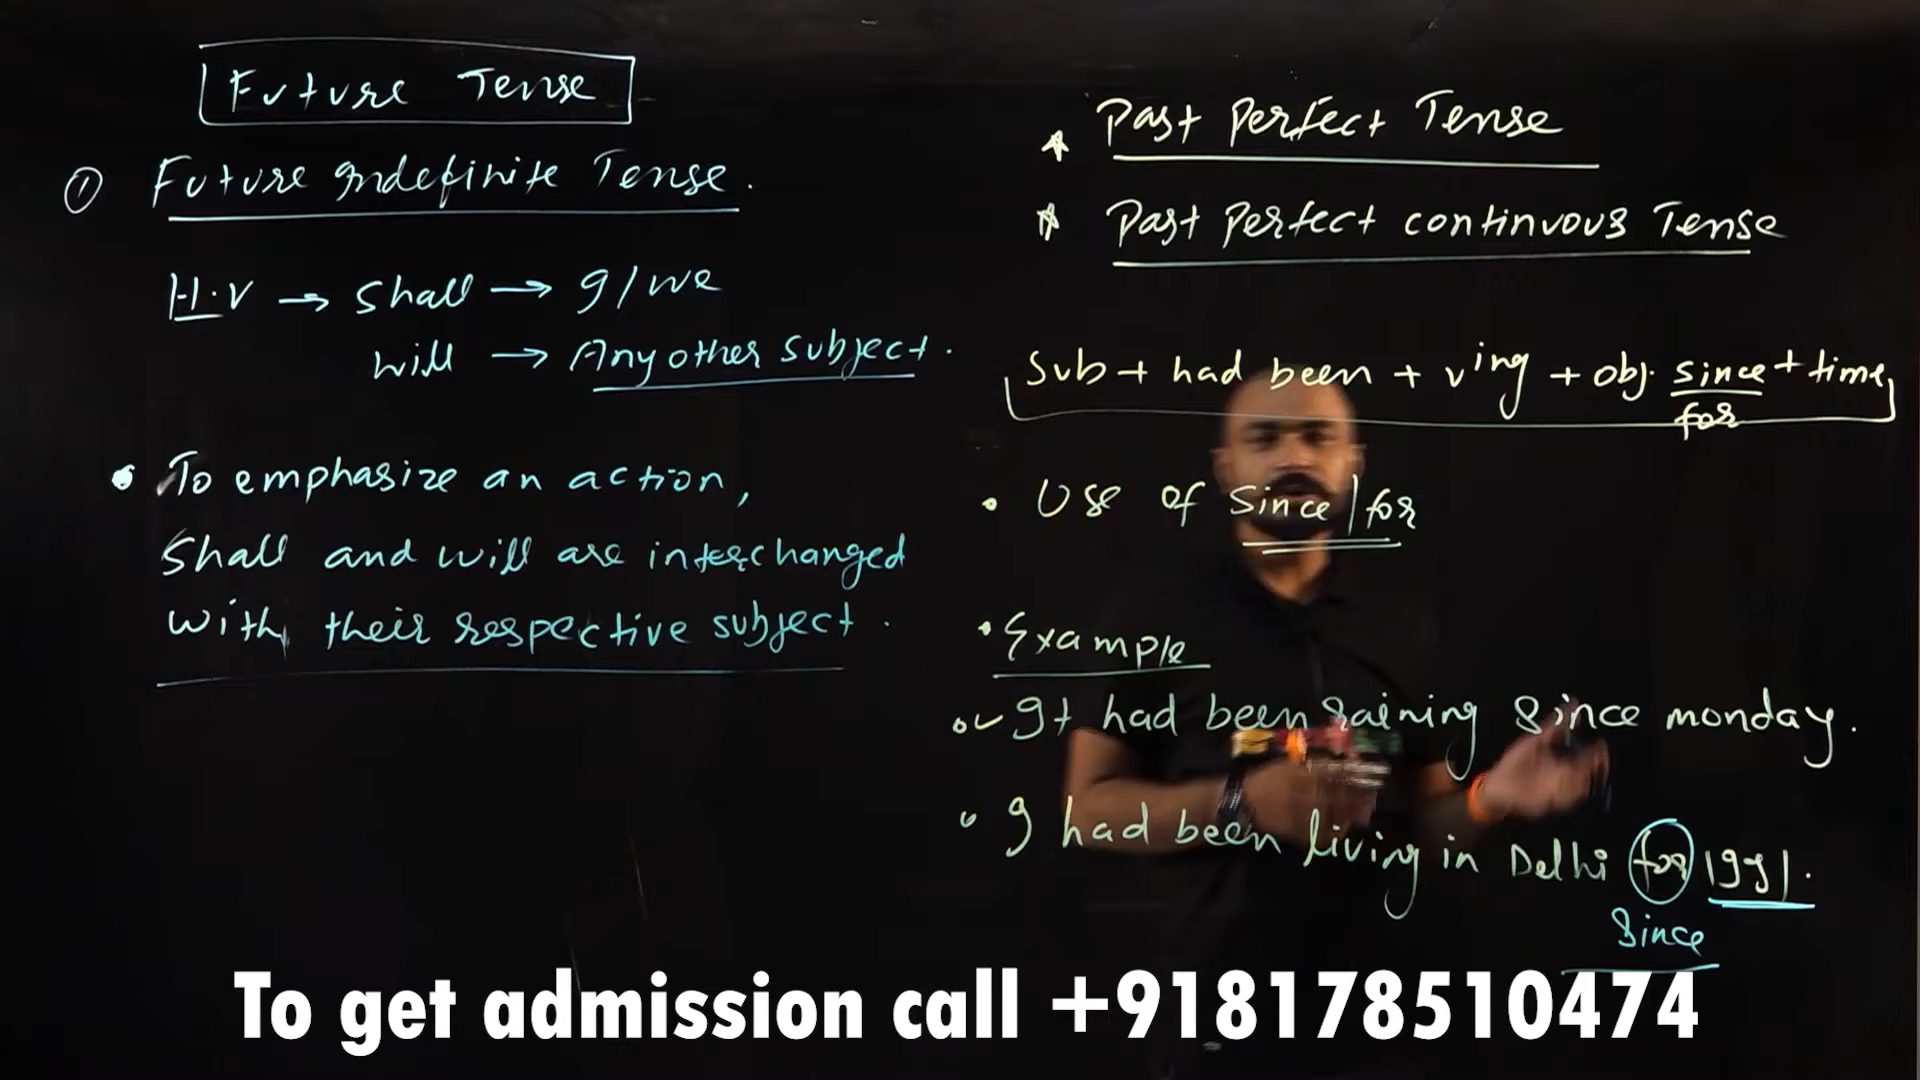 Future Tense
① Future Indefinite Tense.
H.V → Shall → I/we
will → Any other subject.
• To emphasize an action,
Shall and will are interchanged
with their respective subject.
* Past Perfect Tense
* Past Perfect continuous Tense
Sub + had been + Ving + obj. since + time
for
• Use of Since/for
• Example
• It had been raining since monday.
• I had been living in Delhi for 1991.
Since
To get admission call +918178510474